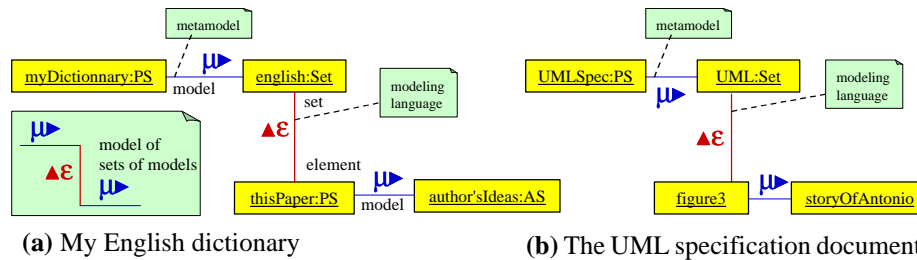 metamodel
myDictionnary:PS
μ▶
english:Set
model
set
modeling
language
▲ε
element
μ▶
▲ε
μ▶
model of
sets of models
thisPaper:PS
μ▶
model
author'sIdeas:AS
(a) My English dictionary
metamodel
UMLSpec:PS
μ▶
UML:Set
modeling
language
▲ε
figure3
μ▶
storyOfAntonio
(b) The UML specification document